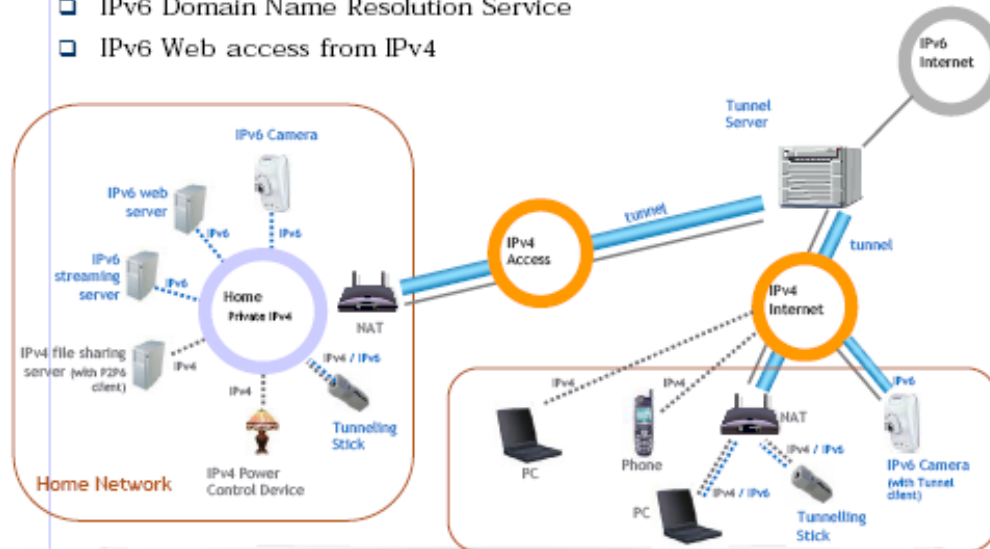 IPv6 Domain Name Resolution Service
IPv6 Web access from IPv4
IPv6
Internet
Tunnel
Server
IPv6 Camera
IPv6 web
server
IPv6
IPv6
tunnel
IPv4
Access
tunnel
IPv6
streaming
server
IPv6
Home
Private IPv4
NAT
IPv4
Internet
IPv4 file sharing
server (with P2P6
client)
IPv4
IPv4 / IPv6
IPv4
Tunneling
Stick
IPv4 Power
Control Device
Home Network
IPv4
IPv4
IPv6
NAT
PC
Phone
IPv4 / IPv6
IPv4 / IPv6
PC
Tunnelling
Stick
IPv6 Camera
(with Tunnel
client)